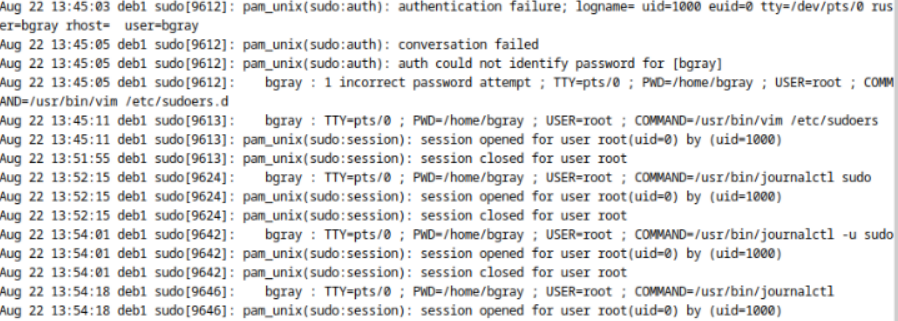 Aug 22 13:45:03 deb1 sudo[9612]: pam_unix(sudo:auth): authentication failure; logname= uid=1000 euid=0 tty=/dev/pts/0 rus
er=bgray rhost=  user=bgray
Aug 22 13:45:05 deb1 sudo[9612]: pam_unix(sudo:auth): conversation failed
Aug 22 13:45:05 deb1 sudo[9612]: pam_unix(sudo:auth): auth could not identify password for [bgray]
Aug 22 13:45:05 deb1 sudo[9612]:    bgray : 1 incorrect password attempt ; TTY=pts/0 ; PWD=/home/bgray ; USER=root ; COMM
AND=/usr/bin/vim /etc/sudoers.d
Aug 22 13:45:11 deb1 sudo[9613]:    bgray : TTY=pts/0 ; PWD=/home/bgray ; USER=root ; COMMAND=/usr/bin/vim /etc/sudoers
Aug 22 13:45:11 deb1 sudo[9613]: pam_unix(sudo:session): session opened for user root(uid=0) by (uid=1000)
Aug 22 13:51:55 deb1 sudo[9613]: pam_unix(sudo:session): session closed for user root
Aug 22 13:52:15 deb1 sudo[9624]:    bgray : TTY=pts/0 ; PWD=/home/bgray ; USER=root ; COMMAND=/usr/bin/journalctl sudo
Aug 22 13:52:15 deb1 sudo[9624]: pam_unix(sudo:session): session opened for user root(uid=0) by (uid=1000)
Aug 22 13:52:15 deb1 sudo[9624]: pam_unix(sudo:session): session closed for user root
Aug 22 13:54:01 deb1 sudo[9642]:    bgray : TTY=pts/0 ; PWD=/home/bgray ; USER=root ; COMMAND=/usr/bin/journalctl -u sudo
Aug 22 13:54:01 deb1 sudo[9642]: pam_unix(sudo:session): session opened for user root(uid=0) by (uid=1000)
Aug 22 13:54:01 deb1 sudo[9642]: pam_unix(sudo:session): session closed for user root
Aug 22 13:54:18 deb1 sudo[9646]:    bgray : TTY=pts/0 ; PWD=/home/bgray ; USER=root ; COMMAND=/usr/bin/journalctl
Aug 22 13:54:18 deb1 sudo[9646]: pam_unix(sudo:session): session opened for user root(uid=0) by (uid=1000)